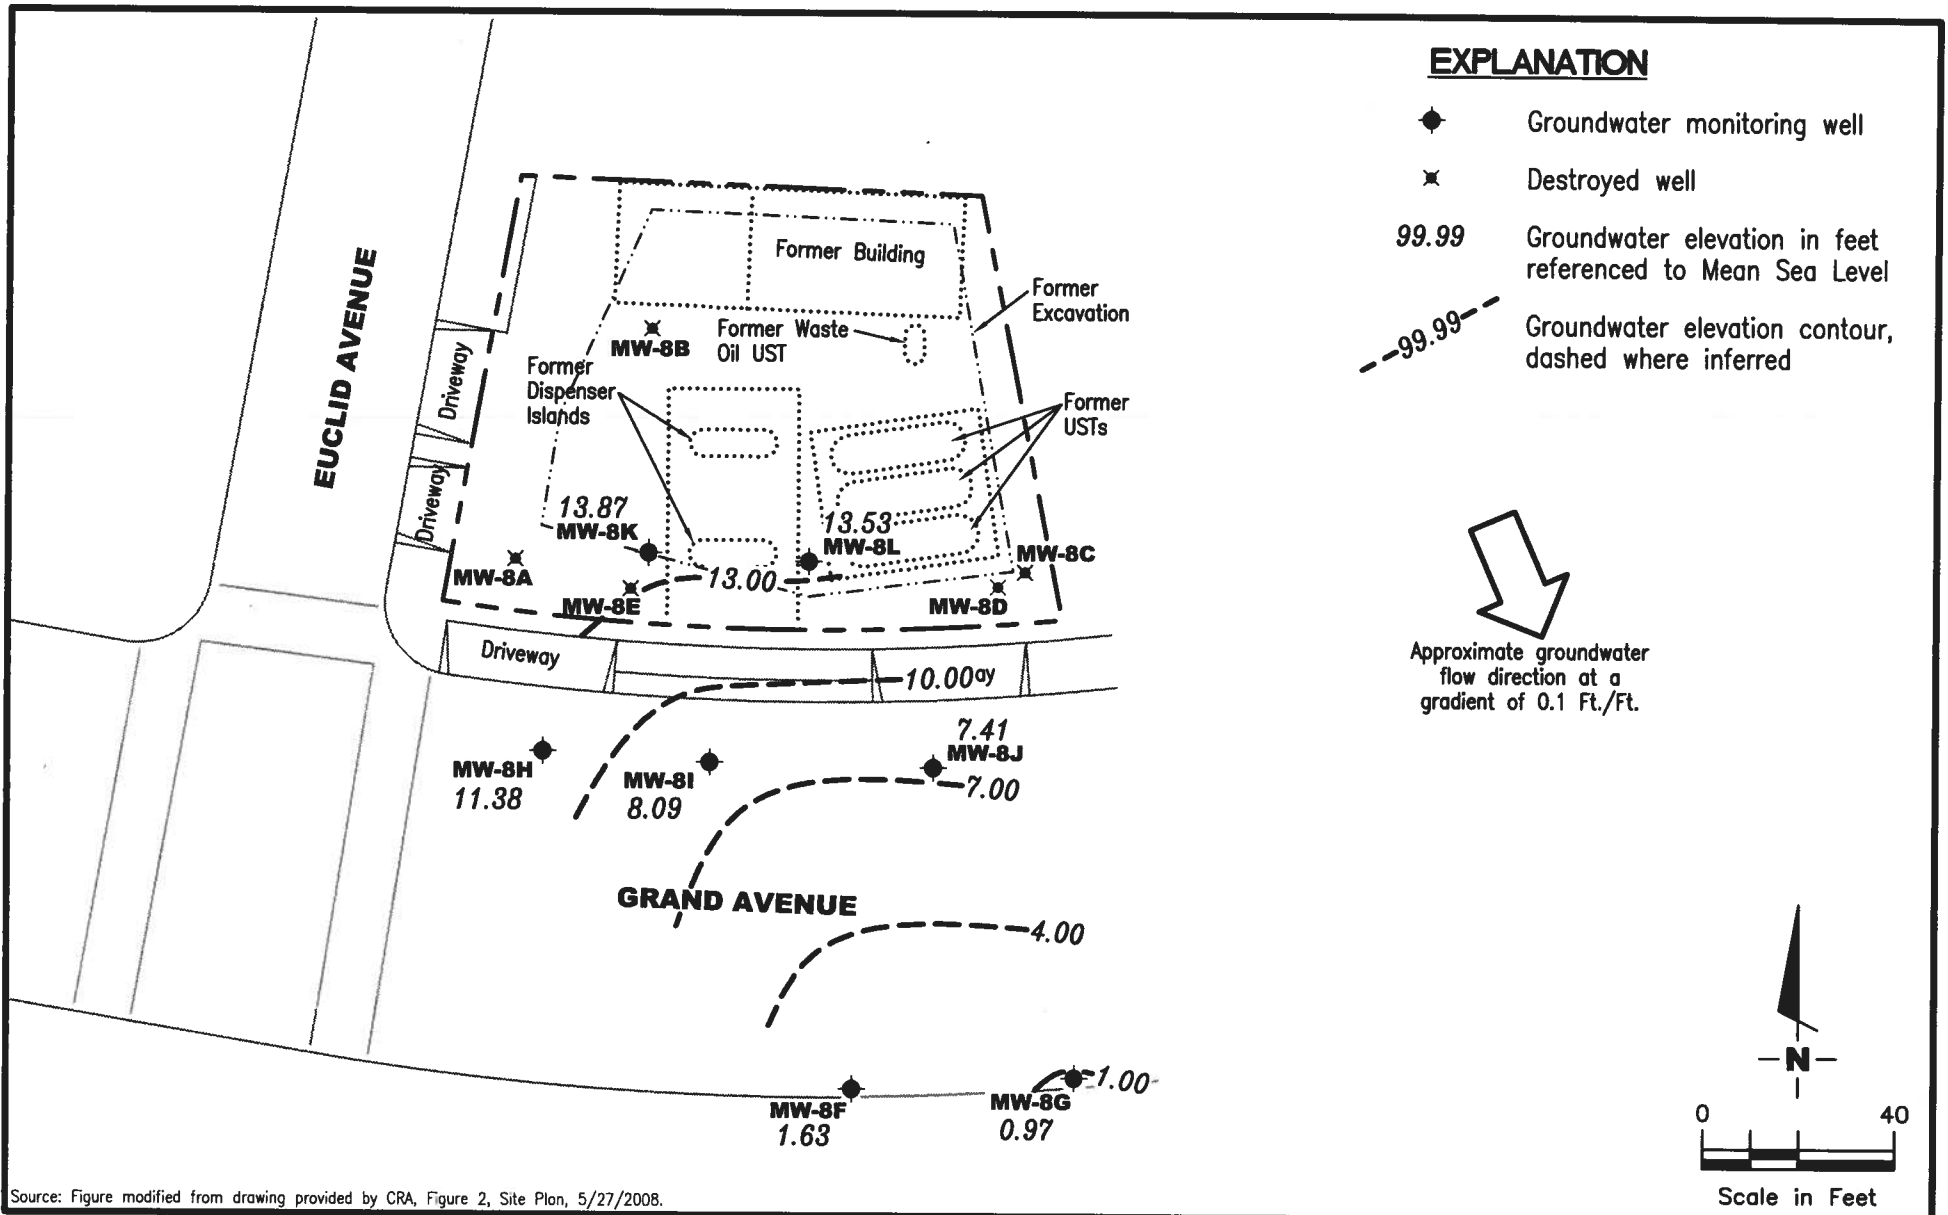 EXPLANATION
Groundwater monitoring well
Destroyed well
99.99
Groundwater elevation in feet
referenced to Mean Sea Level
99.99
Groundwater elevation contour,
dashed where inferred
EUCLID AVENUE
Driveway
Driveway
Former Building
Former
Excavation
MW-8B
Former Waste
Oil UST
Former
Dispenser
Islands
Former
USTs
13.87
MW-8K
13.53
MW-8L
MW-8C
MW-8A
MW-8E
13.00
MW-8D
Driveway
10.00ay
MW-8H
11.38
MW-8I
8.09
7.41
MW-8J
7.00
GRAND AVENUE
4.00
1.00
MW-8F
1.63
MW-8G
0.97
Approximate groundwater
flow direction at a
gradient of 0.1 Ft./Ft.
N
0 40
Scale in Feet
Source: Figure modified from drawing provided by CRA, Figure 2, Site Plan, 5/27/2008.